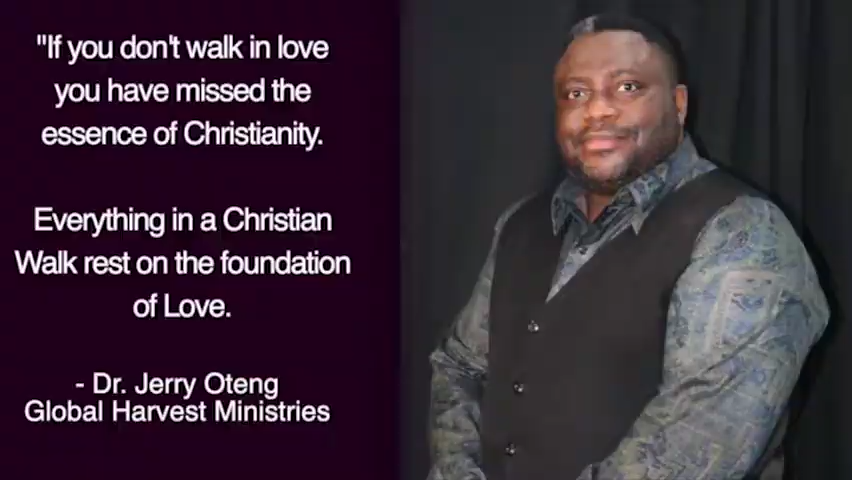 "If you don't walk in love
you have missed the
essence of Christianity.
Everything in a Christian
Walk rest on the foundation
of Love.
- Dr. Jerry Oteng
Global Harvest Ministries